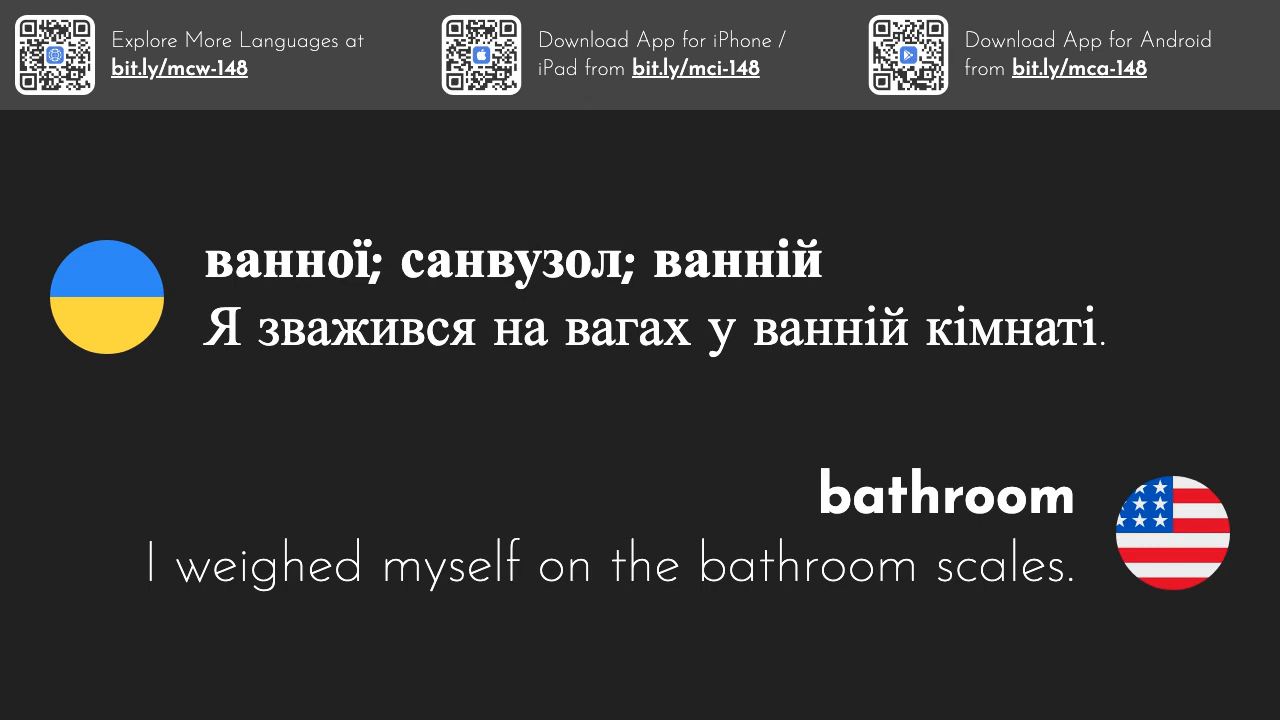 Explore More Languages at
bit.ly/mcw-148
Download App for iPhone /
iPad from bit.ly/mci-148
Download App for Android
from bit.ly/mca-148
ванної; санвузол; ванній
Я зважився на вагах у ванній кімнаті.
bathroom
I weighed myself on the bathroom scales.